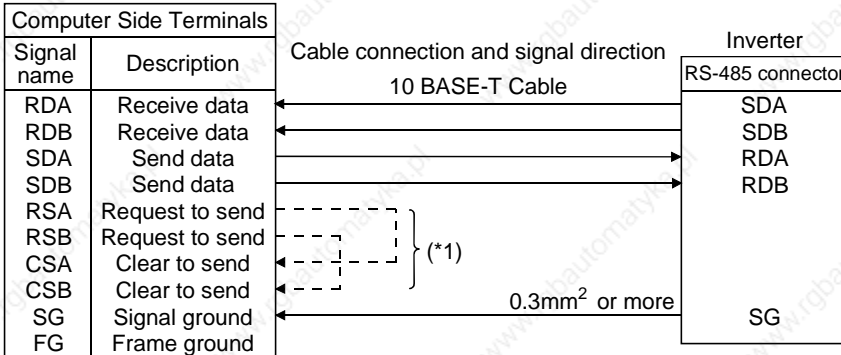 Computer Side Terminals
Signal name
Description
Cable connection and signal direction
10 BASE-T Cable
Inverter
RS-485 connector
RDA Receive data SDA
RDB Receive data SDB
SDA Send data RDA
SDB Send data RDB
RSA Request to send
RSB Request to send
(*1)
CSA Clear to send
CSB Clear to send
0.3mm² or more
SG Signal ground SG
FG Frame ground
www.rgbautomatyka.pl